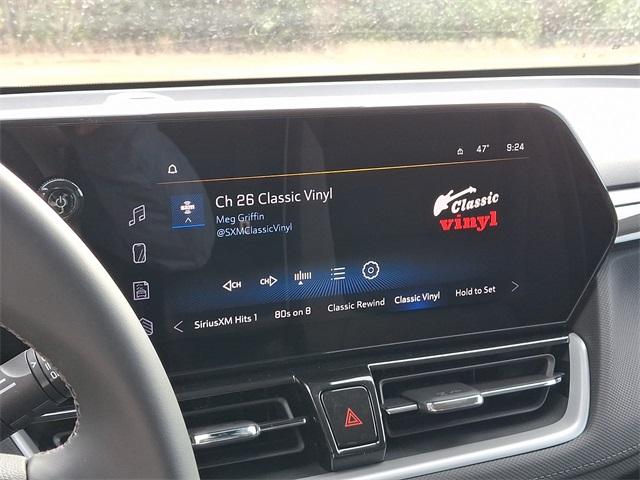 47° 9:24
Ch 26 Classic Vinyl
Meg Griffin
@SXMClassicVinyl
sxm
Classic
vinyl
CH CH
SiriusXM Hits 1 80s on 8 Classic Rewind Classic Vinyl Hold to Set